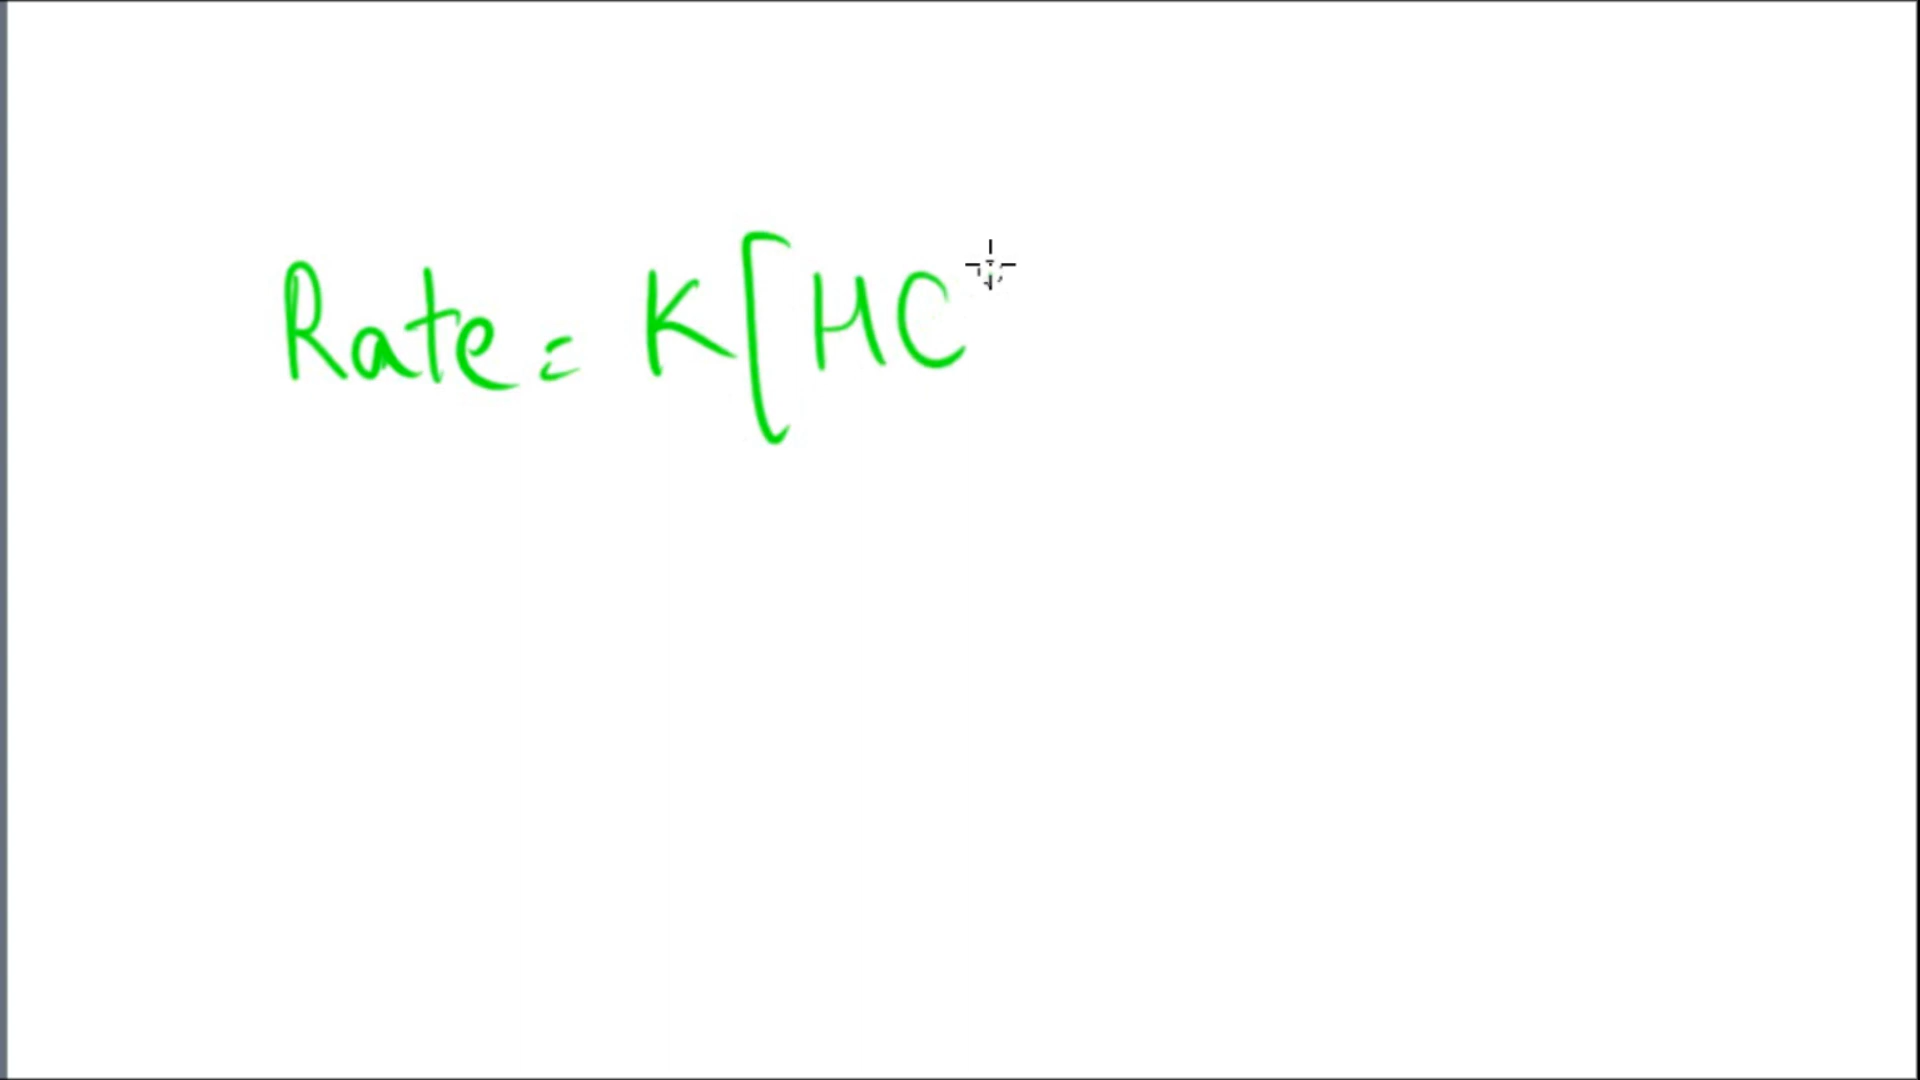 Rate = K[HC